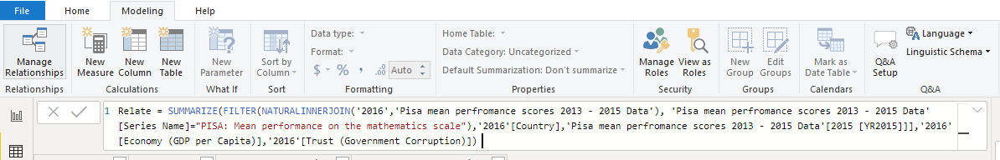 File Home Modeling Help
Manage Relationships
New Measure
New Column
New Table
New Parameter
Sort by Column
Data type:
Format:
$ % , .00 Auto
Home Table:
Data Category: Uncategorized
Default Summarization: Don't summarize
Manage Roles
View as Roles
New Group
Edit Groups
Mark as Date Table
Q&A Setup
Language
Linguistic Schema
Relationships Calculations What If Sort Formatting Properties Security Groups Calendars Q&A
1 Relate = SUMMARIZE(FILTER(NATURALINNERJOIN('2016','Pisa mean perfromance scores 2013 - 2015 Data'), 'Pisa mean perfromance scores 2013 - 2015 Data'
[Series Name]="PISA: Mean performance on the mathematics scale"),'2016'[Country],'Pisa mean perfromance scores 2013 - 2015 Data'[2015 [YR2015]]],'2016'
[Economy (GDP per Capita)],'2016'[Trust (Government Corruption)])